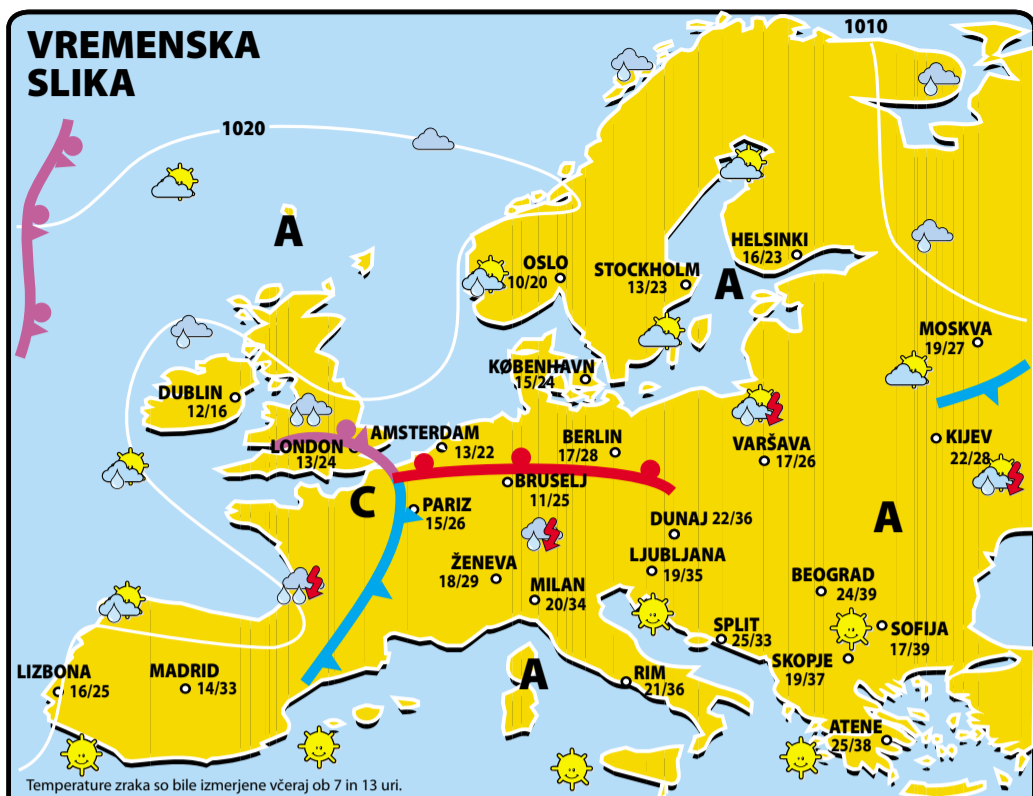 VREMENSKA
SLIKA
1010
1020
A
HELSINKI
16/23
OSLO
10/20
STOCKHOLM
13/23
A
MOSKVA
19/27
KØBENHAVN
15/24
DUBLIN
12/16
LONDON
13/24
AMSTERDAM
13/22
BERLIN
17/28
VARŠAVA
17/26
KIJEV
22/28
BRUSELJ
11/25
C
PARIZ
15/26
DUNAJ 22/36
A
LJUBLJANA
19/35
ŽENEVA
18/29
MILAN
20/34
BEOGRAD
24/39
SPLIT
25/33
SOFIJA
17/39
SKOPJE
19/37
LIZBONA
16/25
MADRID
14/33
A
RIM
21/36
ATENE
25/38
Temperature zraka so bile izmerjene včeraj ob 7 in 13 uri.